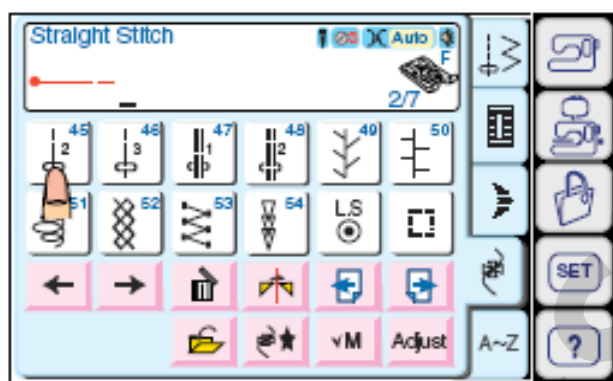 Straight Stitch
Auto
F
2/7
45 46 47 48 49 50
2 3 1 2
51 52 53 54 L.S
← → 
√M Adjust A~Z
SET
?